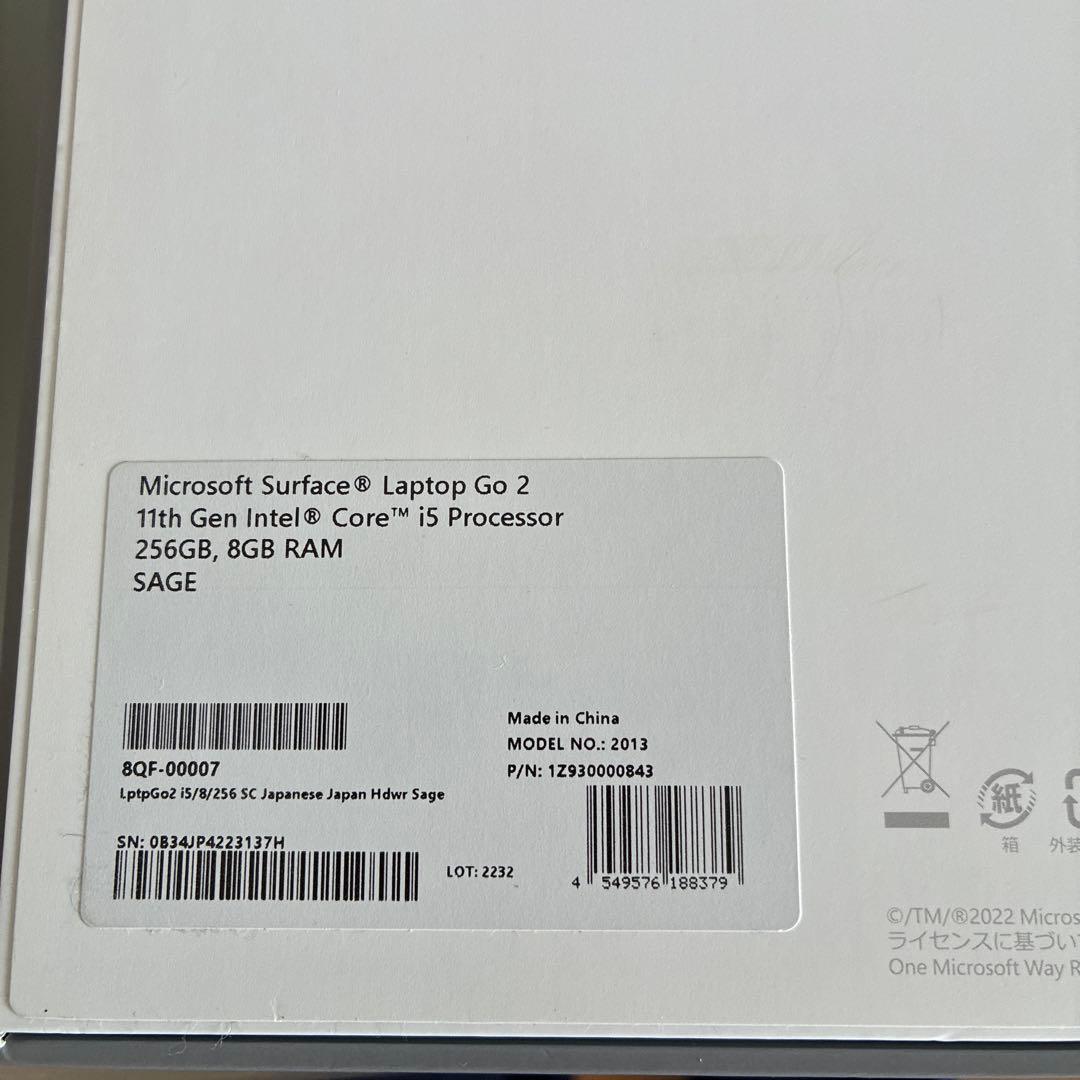 Microsoft Surface® Laptop Go 2
11th Gen Intel® Core™ i5 Processor
256GB, 8GB RAM
SAGE
8QF-00007
LptpGo2 i5/8/256 SC Japanese Japan Hdwr Sage
SN: 0B34JP4223137H
LOT: 2232
Made in China
MODEL NO.: 2013
P/N: 1Z930000843
4 549576 188379
紙
箱
外装
©/TM/®2022 Micros
ライセンスに基づい
One Microsoft Way R